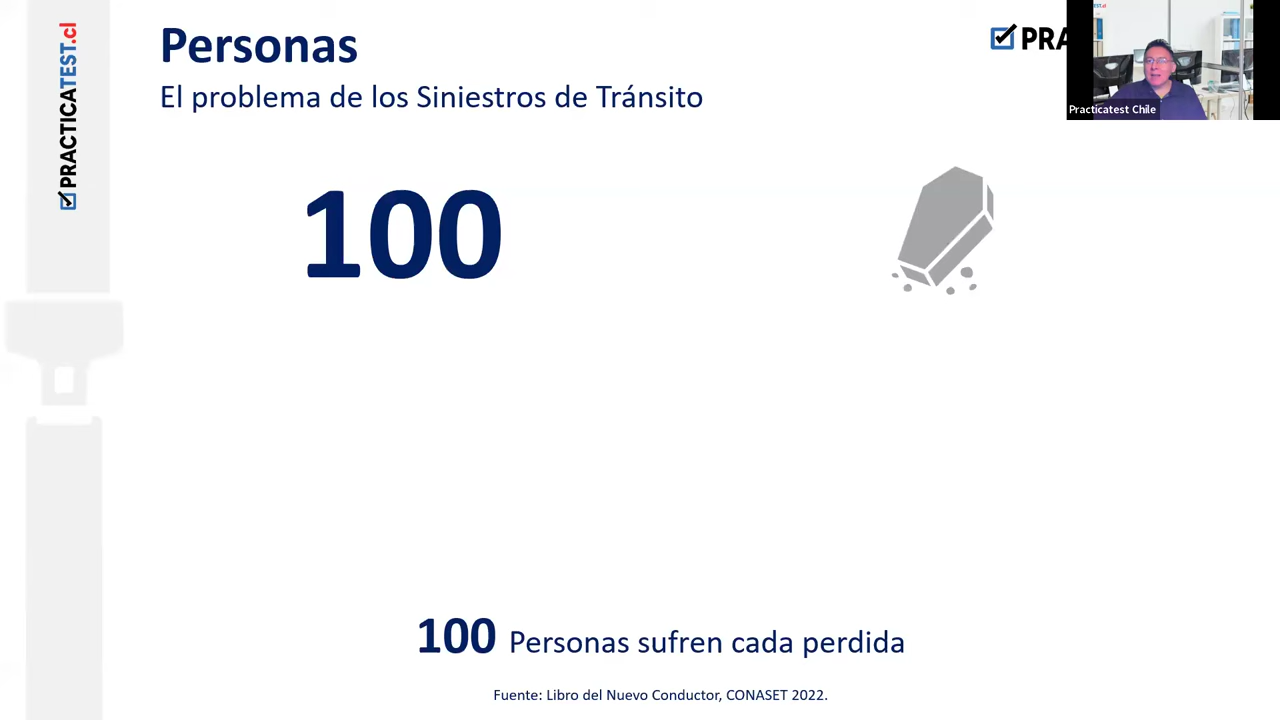 PRACTICATEST.cl
Personas
El problema de los Siniestros de Tránsito
PRA
Practicatest Chile
100
100 Personas sufren cada perdida
Fuente: Libro del Nuevo Conductor, CONASET 2022.